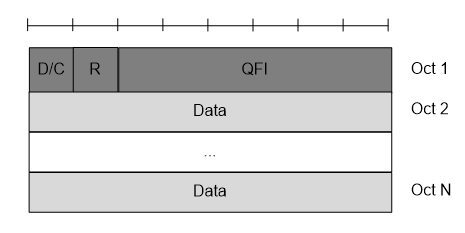 D/C R QFI Oct 1
Data Oct 2
...
Data Oct N